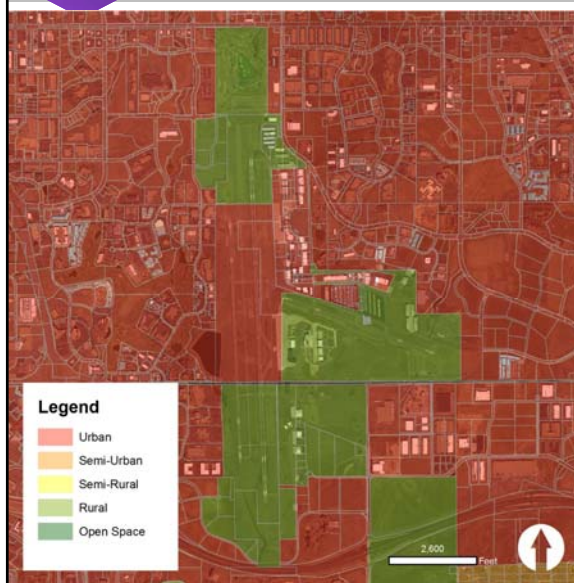 Legend
Urban
Semi-Urban
Semi-Rural
Rural
Open Space
2,600
Feet